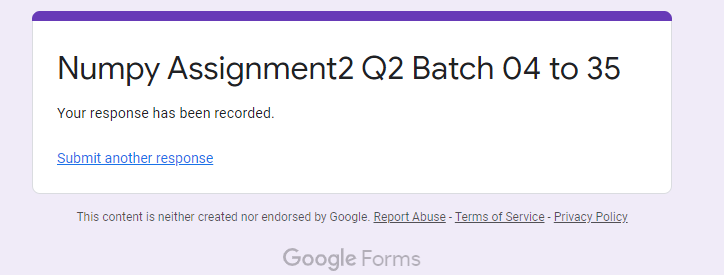 Numpy Assignment2 Q2 Batch 04 to 35
Your response has been recorded.
Submit another response
This content is neither created nor endorsed by Google. Report Abuse - Terms of Service - Privacy Policy
Google Forms